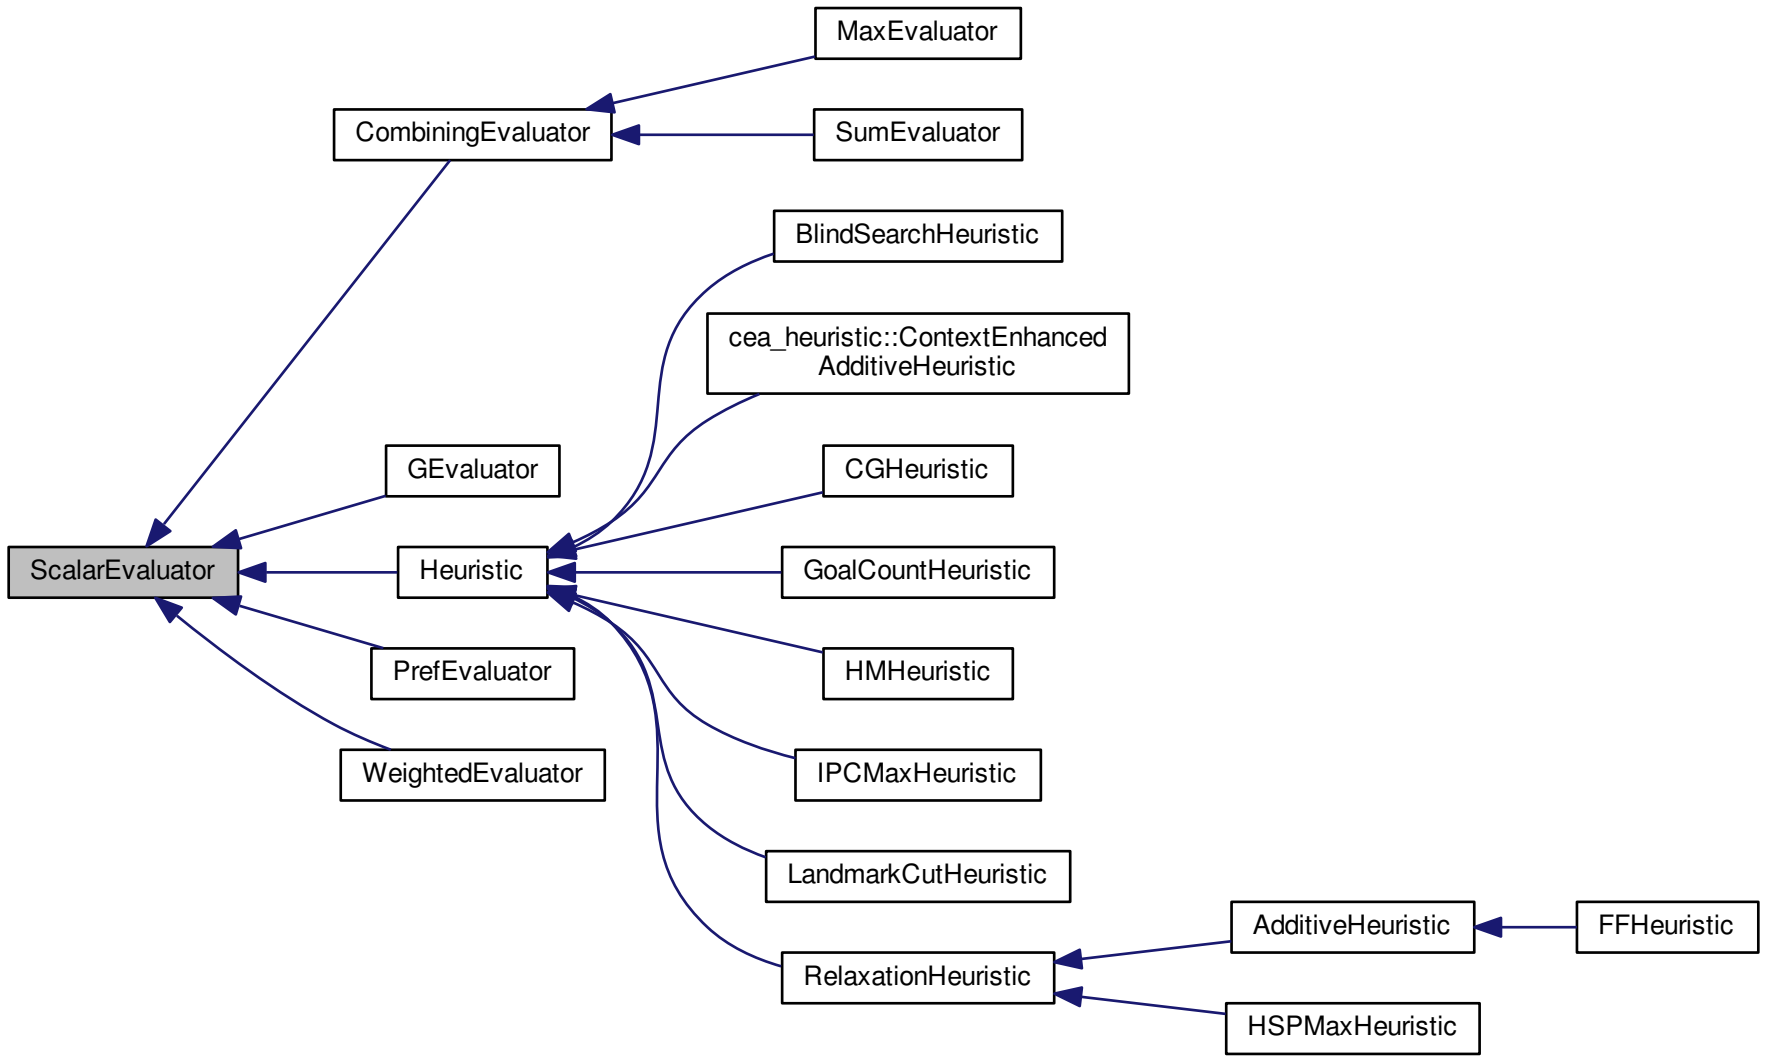 MaxEvaluator
CombiningEvaluator
SumEvaluator
BlindSearchHeuristic
cea_heuristic::ContextEnhanced
AdditiveHeuristic
GEvaluator
CGHeuristic
ScalarEvaluator
Heuristic
GoalCountHeuristic
PrefEvaluator
HMHeuristic
WeightedEvaluator
IPCMaxHeuristic
LandmarkCutHeuristic
AdditiveHeuristic
FFHeuristic
RelaxationHeuristic
HSPMaxHeuristic